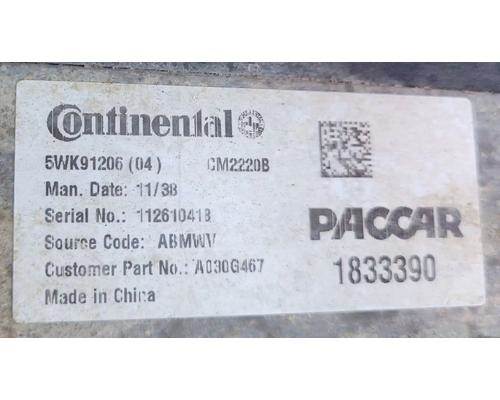 Continental
5WK91206 (04) CM2220B
Man. Date: 11/38
Serial No.: 112610418
Source Code: ABMWV
Customer Part No.: A030G467
Made in China
PACCAR
1833390